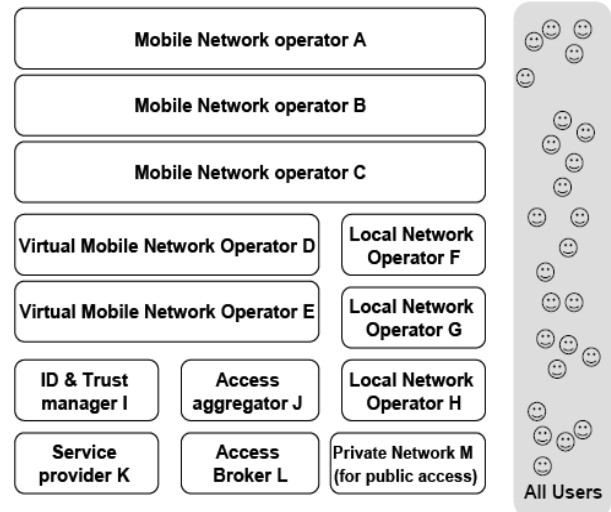 Mobile Network operator A
Mobile Network operator B
Mobile Network operator C
Virtual Mobile Network Operator D
Local Network
Operator F
Virtual Mobile Network Operator E
Local Network
Operator G
ID & Trust
manager I
Access
aggregator J
Local Network
Operator H
Service
provider K
Access
Broker L
Private Network M
(for public access)
All Users